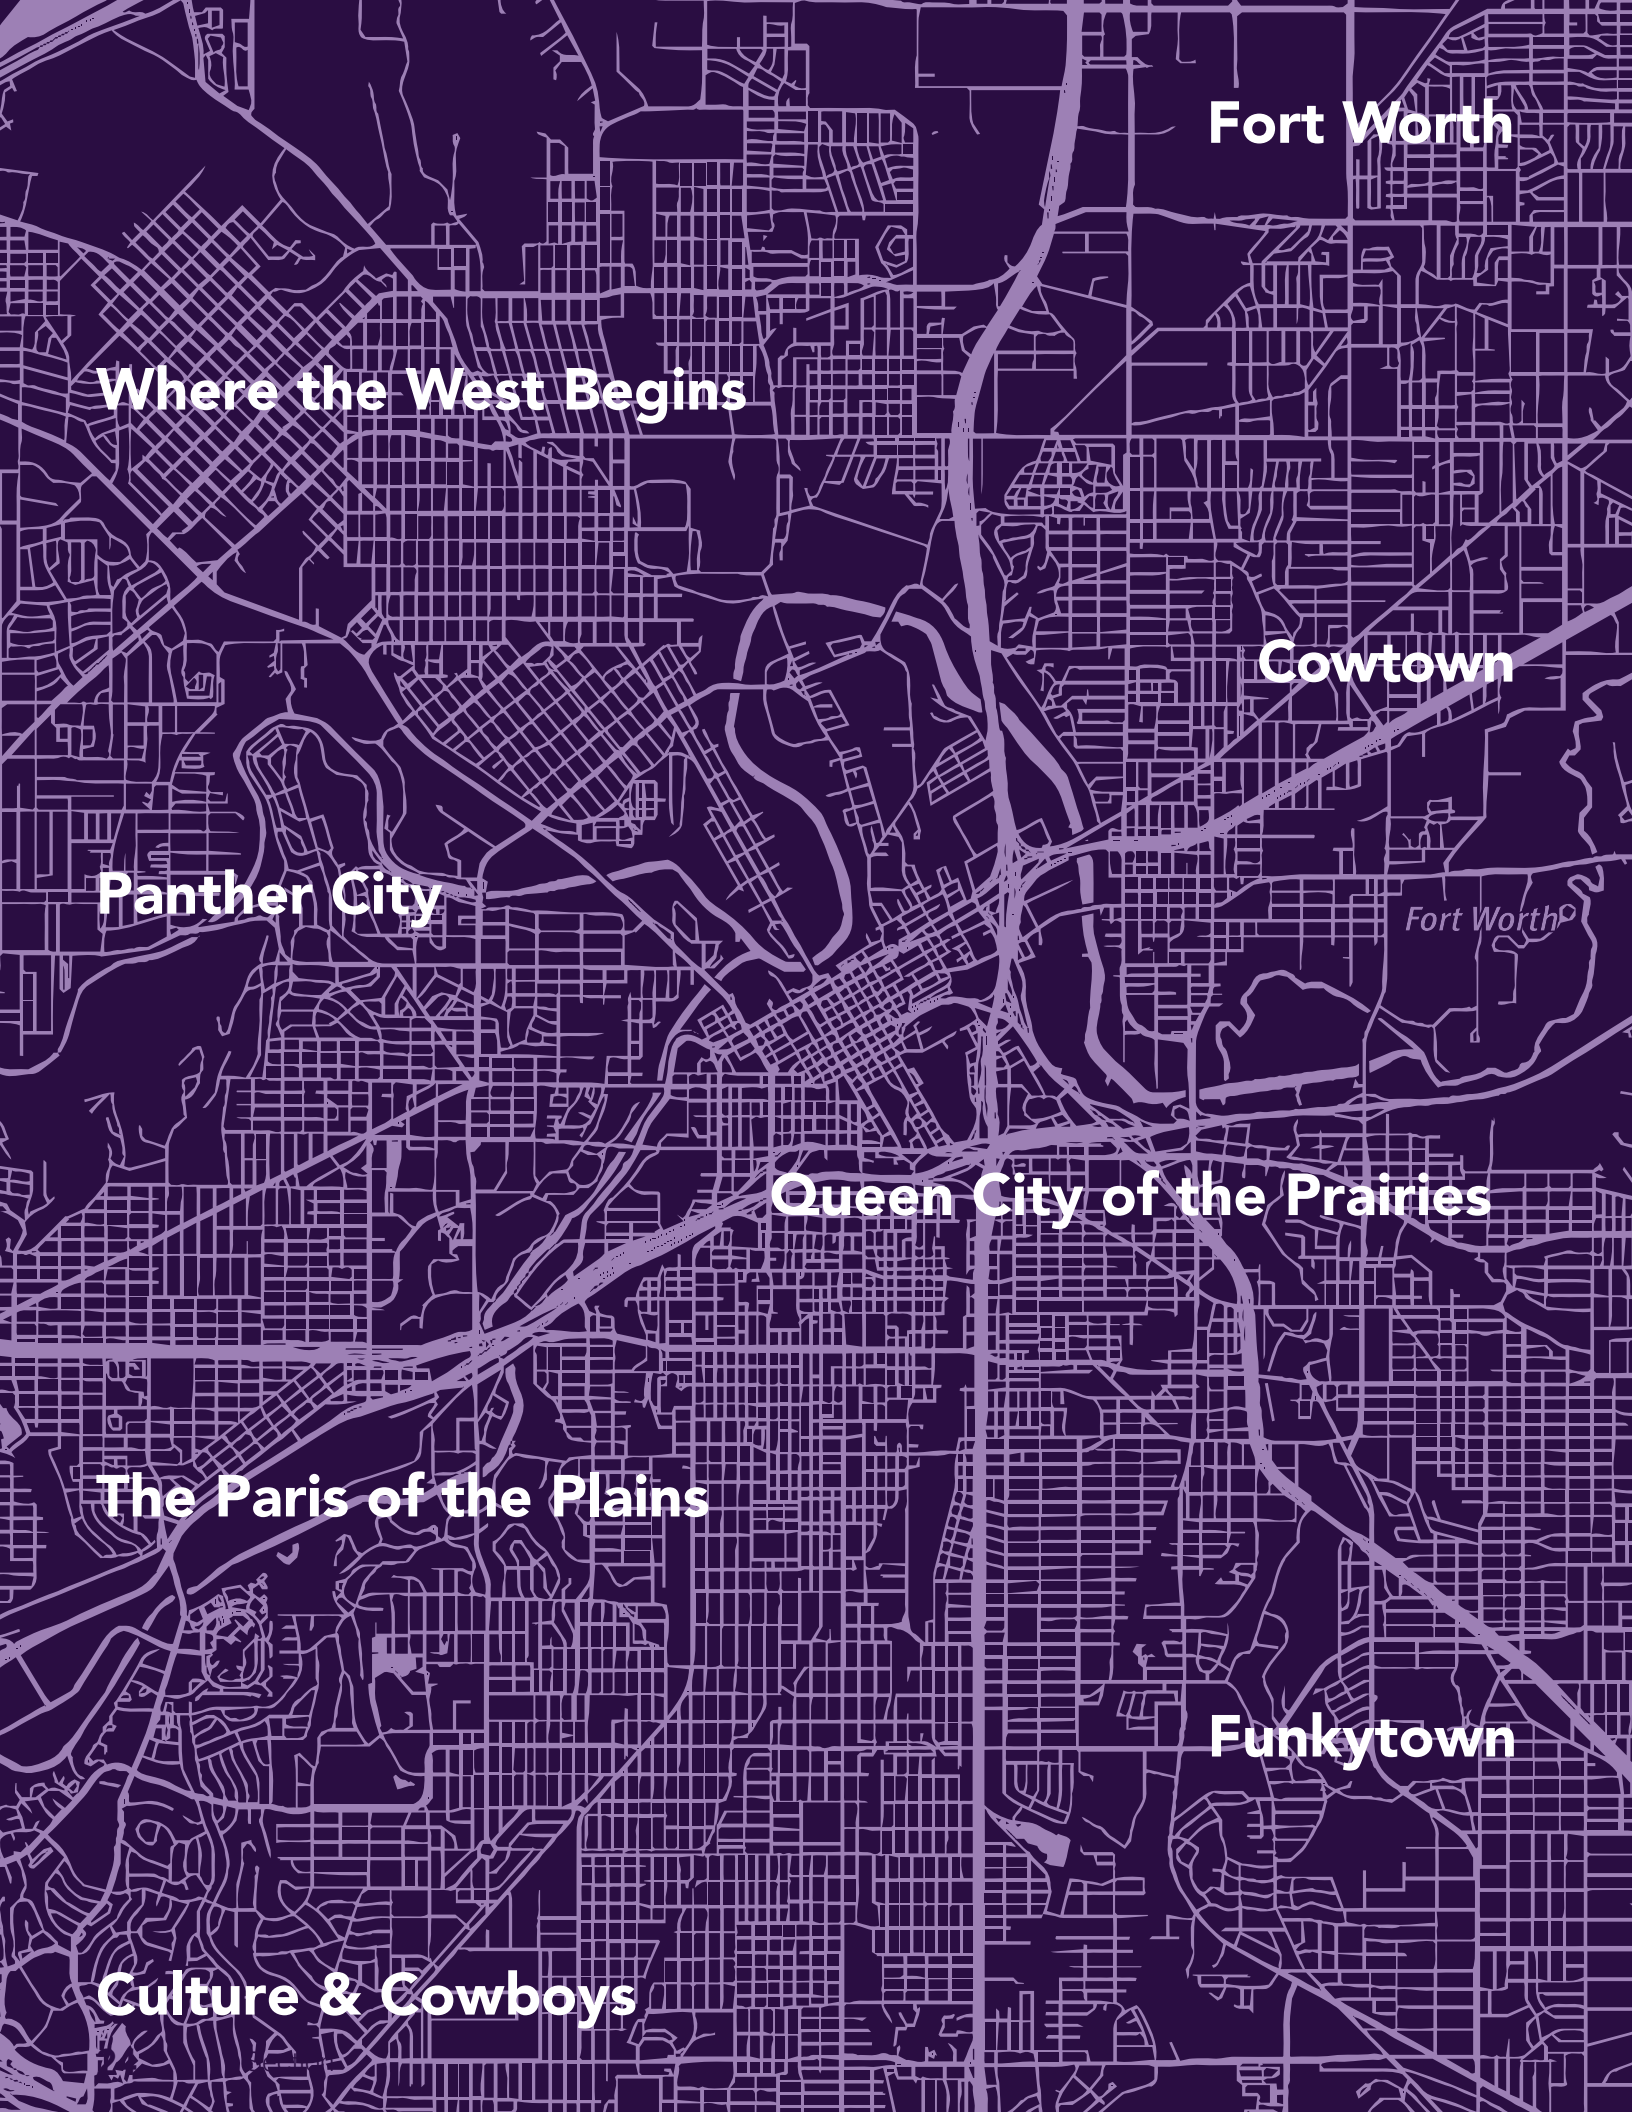 Fort Worth
Where the West Begins
Cowtown
Panther City
Fort Worth
Queen City of the Prairies
The Paris of the Plains
Funkytown
Culture & Cowboys